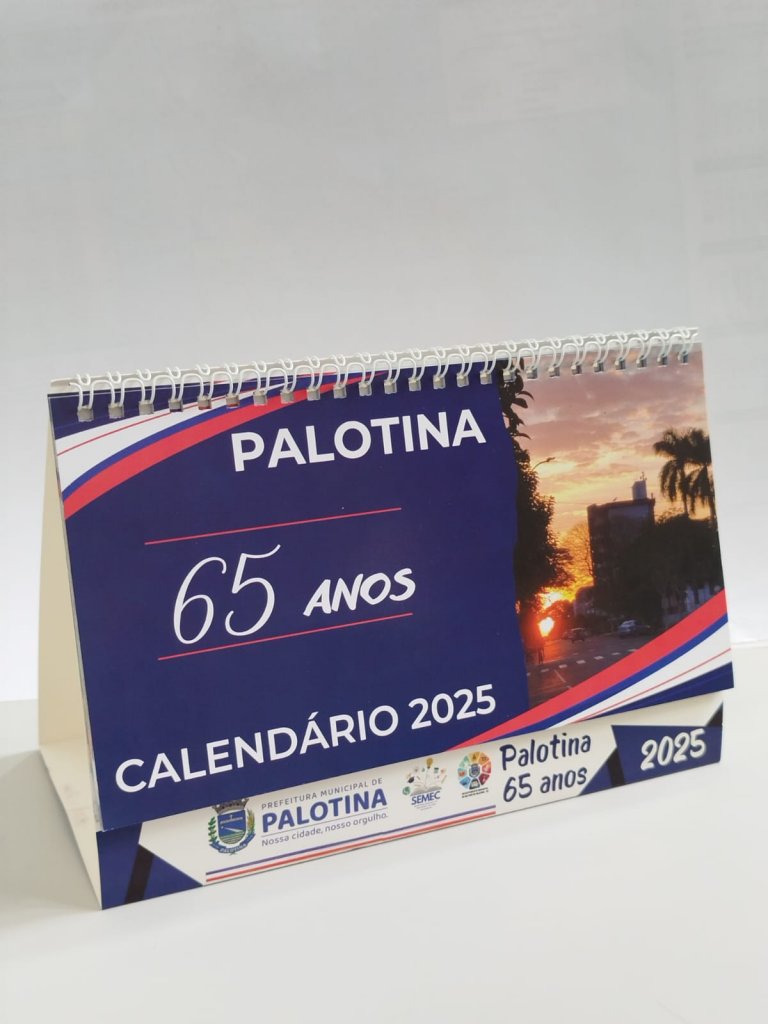 PALOTINA
65 ANOS
CALENDÁRIO 2025
PREFEITURA MUNICIPAL DE
PALOTINA
Nossa cidade, nosso orgulho.
SEMEC
Palotina
65 anos
2025